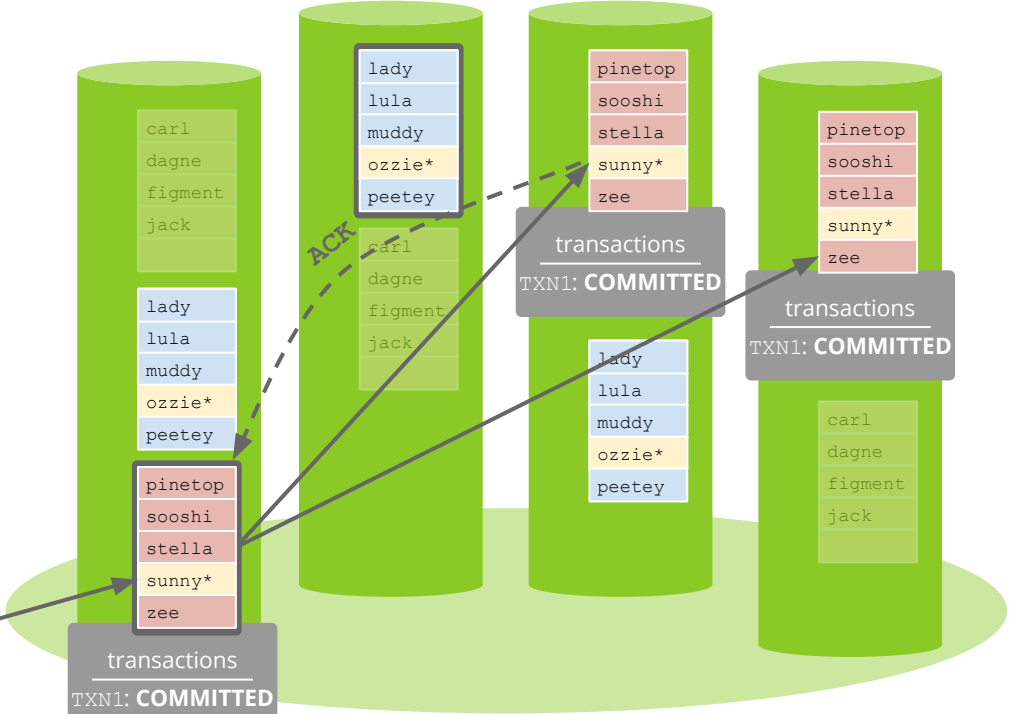 carl
dagne
figment
jack
lady
lula
muddy
ozzie*
peetey
pinetop
sooshi
stella
sunny*
zee
transactions
TXN1: COMMITTED
lady
lula
muddy
ozzie*
peetey
ACK
carl
dagne
figment
jack
pinetop
sooshi
stella
sunny*
zee
transactions
TXN1: COMMITTED
lady
lula
muddy
ozzie*
peetey
pinetop
sooshi
stella
sunny*
zee
transactions
TXN1: COMMITTED
carl
dagne
figment
jack